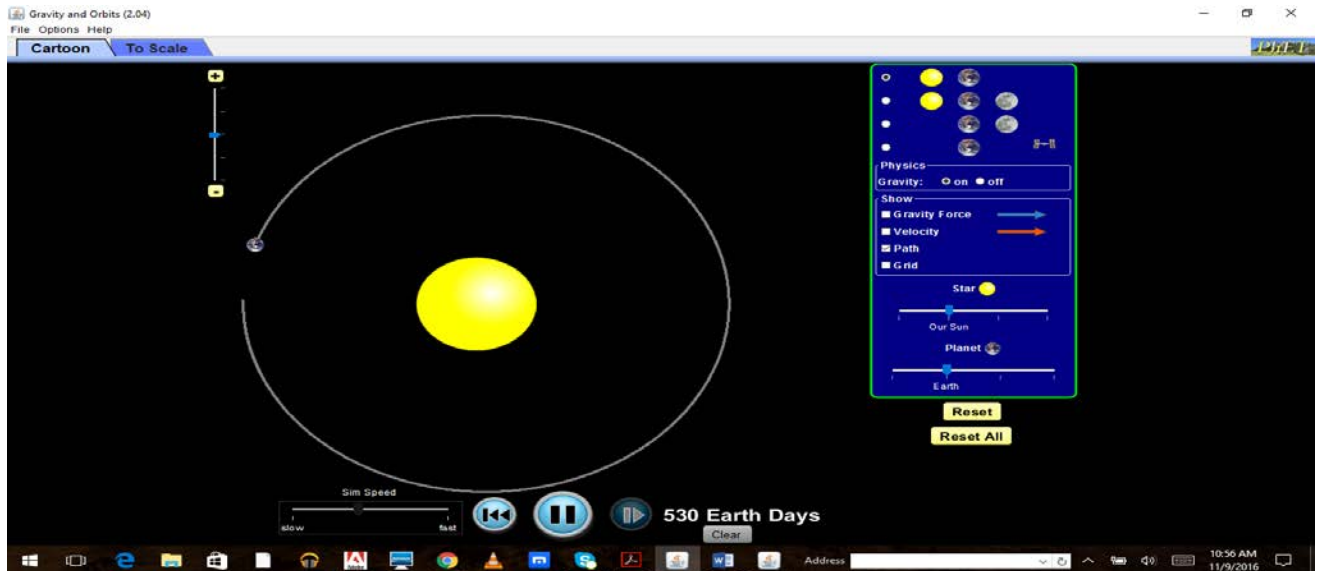 Gravity and Orbits (2.04)
File Options Help
Cartoon To Scale
PhET
+
-
Physics
Gravity: on off
Show
Gravity Force
Velocity
Path
Grid
Star
Our Sun
Planet
Earth
Reset
Reset All
Sim Speed
slow fast
530 Earth Days
Clear
Address
10:56 AM
11/9/2016